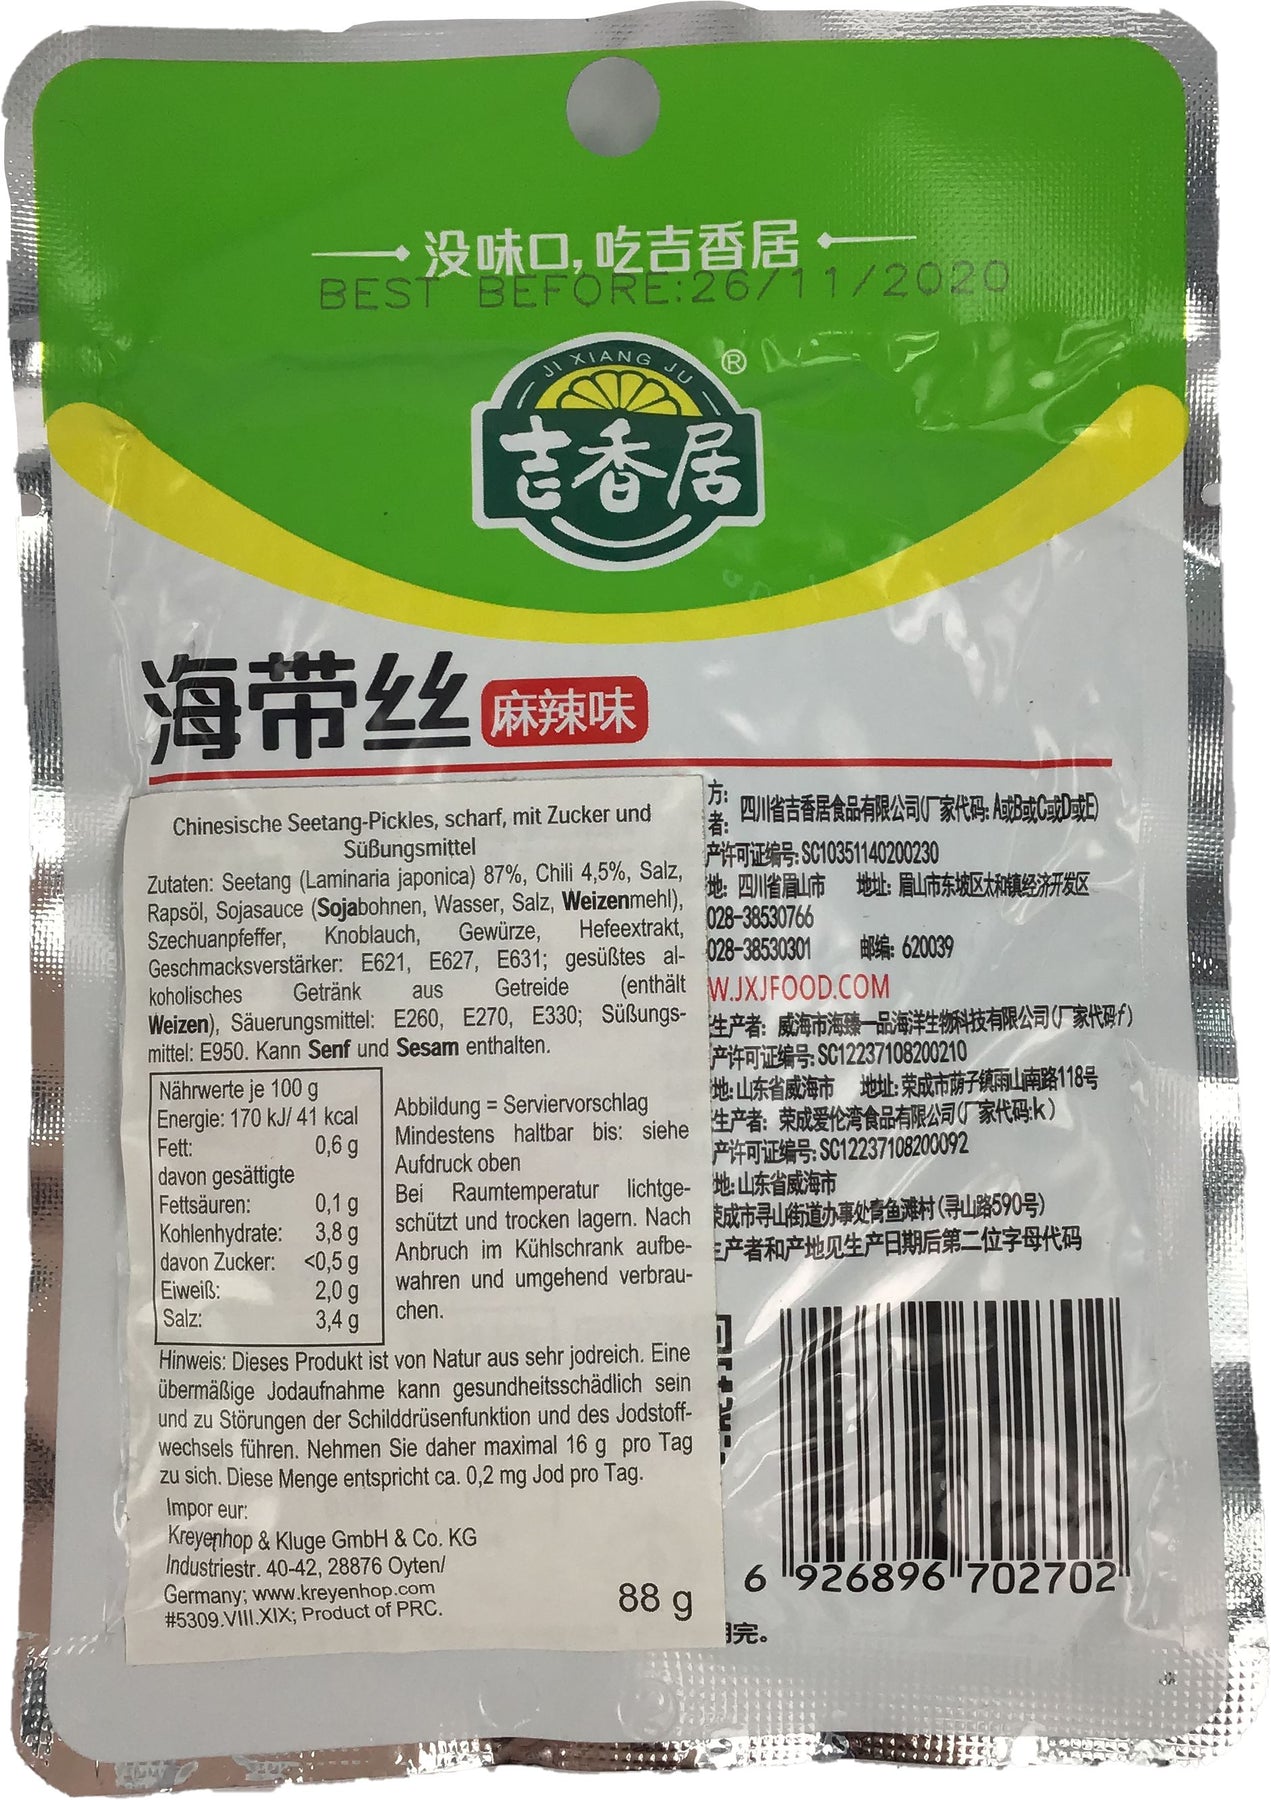 没味口,吃吉香居
BEST BEFORE:26/11/2020
JI XIANG JU ®
吉香居
海带丝 麻辣味
Chinesische Seetang-Pickles, scharf, mit Zucker und
Süßungsmittel
Zutaten: Seetang (Laminaria japonica) 87%, Chili 4,5%, Salz,
Rapsöl, Sojasauce (Sojabohnen, Wasser, Salz, Weizenmehl),
Szechuanpfeffer, Knoblauch, Gewürze, Hefeextrakt,
Geschmacksverstärker: E621, E627, E631; gesüßtes al-
koholisches Getränk aus Getreide (enthält
Weizen), Säuerungsmittel: E260, E270, E330; Süßungs-
mittel: E950. Kann Senf und Sesam enthalten.
Nährwerte je 100 g
Energie: 170 kJ/ 41 kcal
Fett: 0,6 g
davon gesättigte
Fettsäuren: 0,1 g
Kohlenhydrate: 3,8 g
davon Zucker: <0,5 g
Eiweiß: 2,0 g
Salz: 3,4 g
Abbildung = Serviervorschlag
Mindestens haltbar bis: siehe
Aufdruck oben
Bei Raumtemperatur lichtge-
schützt und trocken lagern. Nach
Anbruch im Kühlschrank aufbe-
wahren und umgehend verbrau-
chen.
Hinweis: Dieses Produkt ist von Natur aus sehr jodreich. Eine
übermäßige Jodaufnahme kann gesundheitsschädlich sein
und zu Störungen der Schilddrüsenfunktion und des Jodstoff-
wechsels führen. Nehmen Sie daher maximal 16 g pro Tag
zu sich. Diese Menge entspricht ca. 0,2 mg Jod pro Tag.
Impor eur:
Kreyenhop & Kluge GmbH & Co. KG
Industriestr. 40-42, 28876 Oyten/
Germany; www.kreyenhop.com
#5309.VIII.XIX; Product of PRC.
88 g
方:
者: 四川省吉香居食品有限公司(厂家代码: A或B或C或D或E)
产许可证编号: SC10351140200230
地: 四川省眉山市 地址: 眉山市东坡区太和镇经济开发区
028-38530766
028-38530301 邮编: 620039
W.JXJFOOD.COM
生产者: 威海市海臻一品海洋生物科技有限公司(厂家代码f)
产许可证编号: SC12237108200210
地: 山东省威海市 地址: 荣成市荫子镇雨山南路118号
生产者: 荣成爱伦湾食品有限公司(厂家代码:k)
产许可证编号: SC12237108200092
地: 山东省威海市
荣成市寻山街道办事处青鱼滩村(寻山路590号)
生产者和产地见生产日期后第二位字母代码
6 926896 702702
用完。